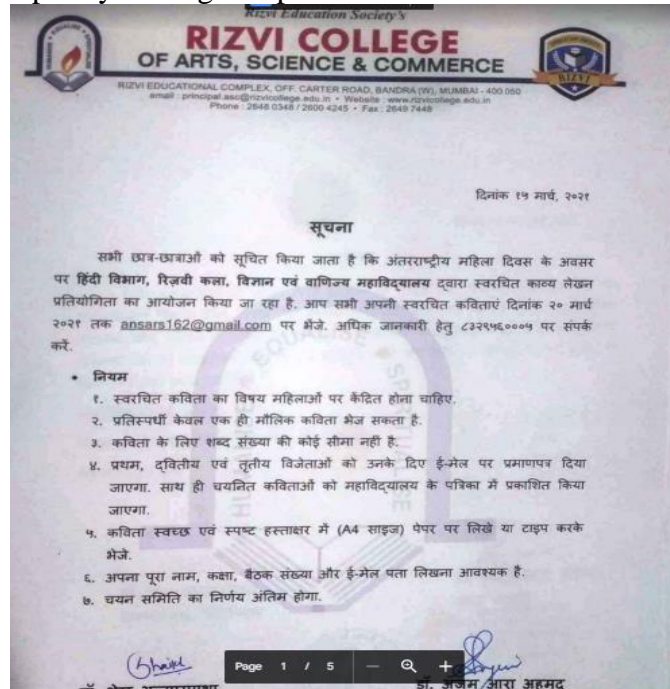 Rizvi Education Society's
RIZVI COLLEGE
OF ARTS, SCIENCE & COMMERCE
RIZVI
RIZVI EDUCATIONAL COMPLEX, OFF. CARTER ROAD, BANDRA (W), MUMBAI - 400 050
email : principal.asc@rizvicollege.edu.in • Website : www.rizvicollege.edu.in
Phone : 2648 0348 / 2600 4245 • Fax : 2649 7448
दिनांक १५ मार्च, २०२१
सूचना
सभी छात्र-छात्राओं को सूचित किया जाता है कि अंतरराष्ट्रीय महिला दिवस के अवसर
पर हिंदी विभाग, रिज़वी कला, विज्ञान एवं वाणिज्य महाविद्यालय द्वारा स्वरचित काव्य लेखन
प्रतियोगिता का आयोजन किया जा रहा है. आप सभी अपनी स्वरचित कविताएं दिनांक २० मार्च
२०२१ तक ansars162@gmail.com पर भेजे. अधिक जानकारी हेतु ८३२९५६०००५ पर संपर्क
करें.
• नियम
१. स्वरचित कविता का विषय महिलाओं पर केंद्रित होना चाहिए.
२. प्रतिस्पर्धी केवल एक ही मौलिक कविता भेज सकता है.
३. कविता के लिए शब्द संख्या की कोई सीमा नहीं है.
४. प्रथम, द्वितीय एवं तृतीय विजेताओं को उनके दिए ई-मेल पर प्रमाणपत्र दिया
जाएगा. साथ ही चयनित कविताओं को महाविद्यालय के पत्रिका में प्रकाशित किया
जाएगा.
५. कविता स्वच्छ एवं स्पष्ट हस्ताक्षर में (A4 साइज) पेपर पर लिखे या टाइप करके
भेजे.
६. अपना पूरा नाम, कक्षा, बैठक संख्या और ई-मेल पता लिखना आवश्यक है.
७. चयन समिति का निर्णय अंतिम होगा.
Page 1 / 5
डॉ. अंजुम आरा अहमद